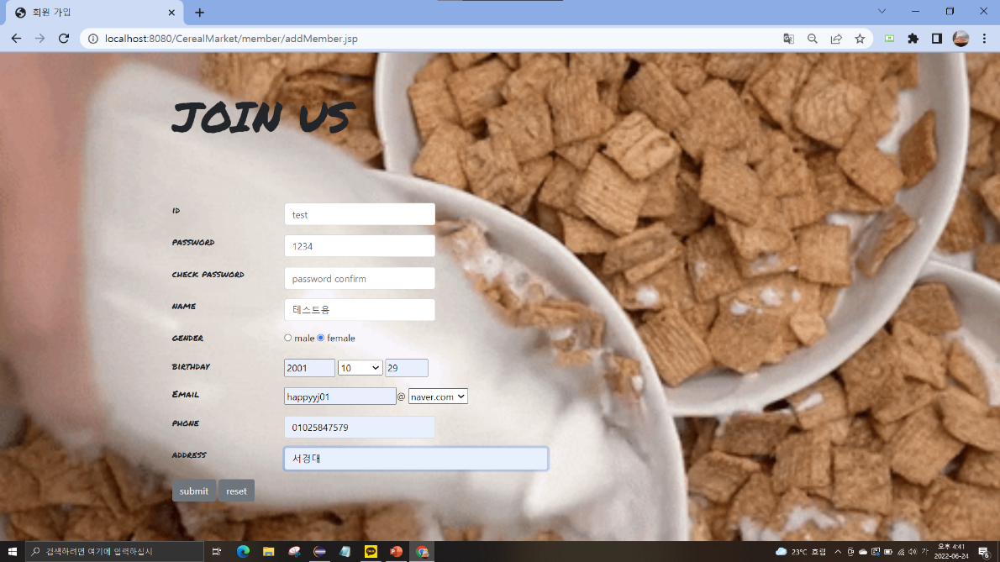 회원 가입
localhost:8080/CerealMarket/member/addMember.jsp
JOIN US
ID test
PASSWORD 1234
CHECK PASSWORD password confirm
NAME 테스트용
GENDER male female
BIRTHDAY 2001 10 29
Email happyyj01 @ naver.com
PHONE 01025847579
ADDRESS 서경대
submit reset
검색하려면 여기에 입력하십시
23°C 흐림 가 오후 4:41
2022-06-24 6